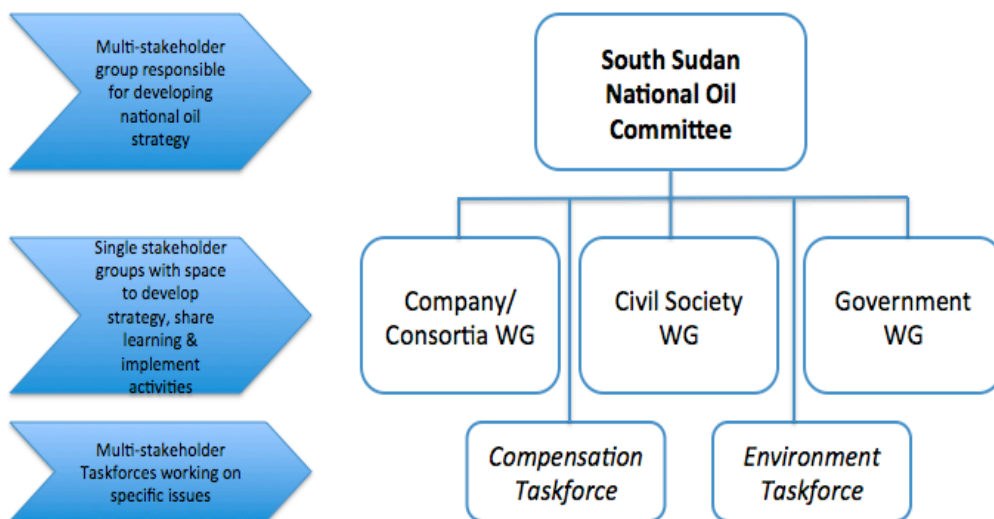 Multi-stakeholder
group responsible
for developing
national oil
strategy
South Sudan
National Oil
Committee
Single stakeholder
groups with space
to develop
strategy, share
learning &
implement
activities
Company/
Consortia WG
Civil Society
WG
Government
WG
Multi-stakeholder
Taskforces working on
specific issues
Compensation
Taskforce
Environment
Taskforce